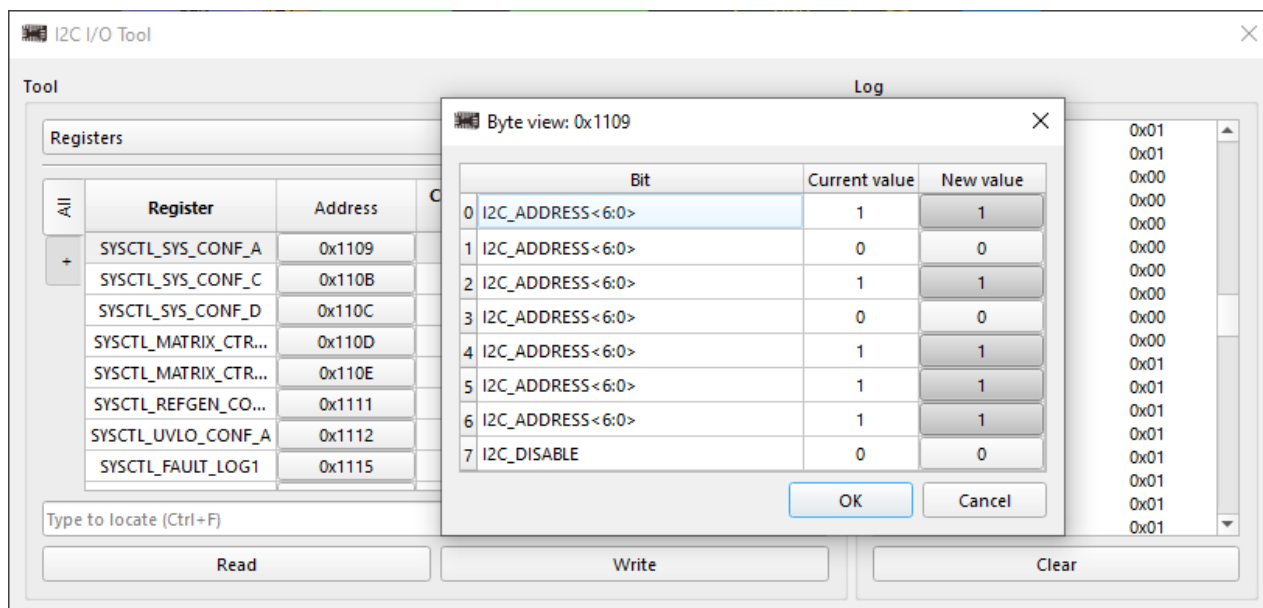 I2C I/O Tool
Tool
Log
Registers
All
+
Register Address C
SYSCTL_SYS_CONF_A 0x1109
SYSCTL_SYS_CONF_C 0x110B
SYSCTL_SYS_CONF_D 0x110C
SYSCTL_MATRIX_CTR... 0x110D
SYSCTL_MATRIX_CTR... 0x110E
SYSCTL_REFGEN_CO... 0x1111
SYSCTL_UVLO_CONF_A 0x1112
SYSCTL_FAULT_LOG1 0x1115
Type to locate (Ctrl+F)
Read
Write
Byte view: 0x1109
Bit Current value New value
0 I2C_ADDRESS<6:0> 1 1
1 I2C_ADDRESS<6:0> 0 0
2 I2C_ADDRESS<6:0> 1 1
3 I2C_ADDRESS<6:0> 0 0
4 I2C_ADDRESS<6:0> 1 1
5 I2C_ADDRESS<6:0> 1 1
6 I2C_ADDRESS<6:0> 1 1
7 I2C_DISABLE 0 0
OK
Cancel
0x01
0x01
0x00
0x00
0x00
0x00
0x00
0x00
0x00
0x00
0x01
0x01
0x01
0x01
0x01
0x01
0x01
0x01
Clear